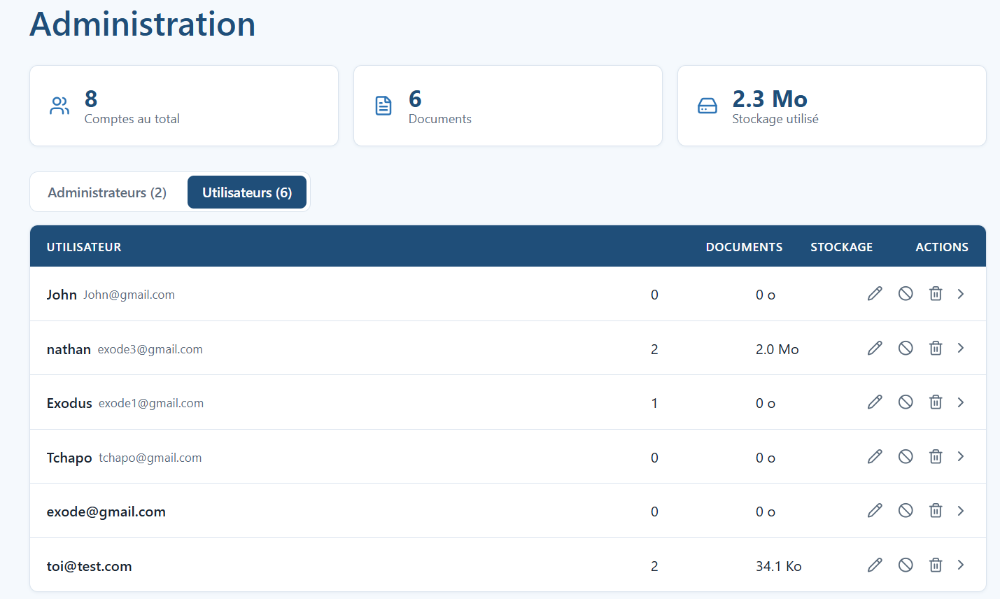 Administration
8
Comptes au total
6
Documents
2.3 Mo
Stockage utilisé
Administrateurs (2) Utilisateurs (6)
UTILISATEUR DOCUMENTS STOCKAGE ACTIONS
John John@gmail.com 0 0 o
nathan exode3@gmail.com 2 2.0 Mo
Exodus exode1@gmail.com 1 0 o
Tchapo tchapo@gmail.com 0 0 o
exode@gmail.com 0 0 o
toi@test.com 2 34.1 Ko